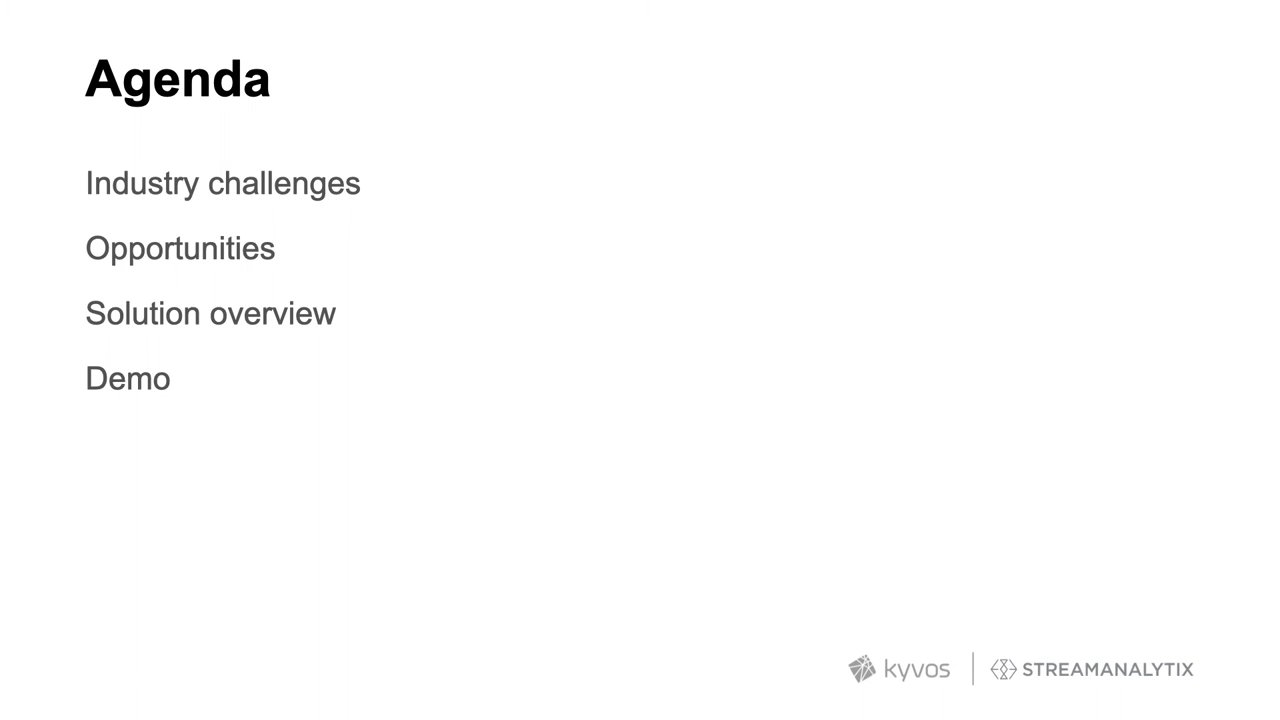 Agenda
Industry challenges
Opportunities
Solution overview
Demo
kyvos | STREAMANALYTIX